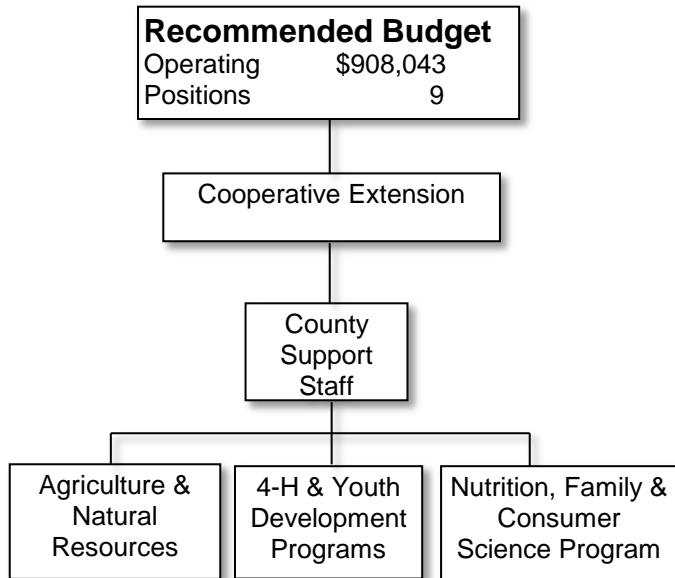 Recommended Budget
Operating $908,043
Positions 9
Cooperative Extension
County
Support
Staff
Agriculture &
Natural
Resources
4-H & Youth
Development
Programs
Nutrition, Family &
Consumer
Science Program